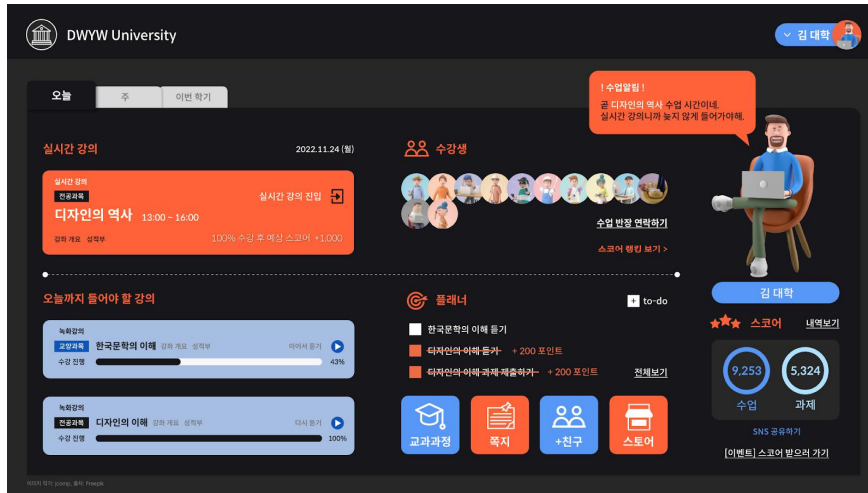 DWYW University
김 대학
오늘
주
이번 학기
! 수업알림 !
곧 디자인의 역사 수업 시간이네.
실시간 강의니까 늦지 않게 들어가야해.
실시간 강의
2022.11.24 (월)
실시간 강의
전공과목
실시간 강의 진입
디자인의 역사 13:00 ~ 16:00
강좌 개요 성적부
100% 수강 후 예상 스코어 +1,000
수강생
수업 반장 연락하기
스코어 랭킹 보기 >
오늘까지 들어야 할 강의
녹화강의
교양과목 한국문학의 이해 강좌 개요 성적부 이어서 듣기
수강 진행 43%
녹화강의
전공과목 디자인의 이해 강좌 개요 성적부 다시 듣기
수강 진행 100%
플래너
+ to-do
한국문학의 이해 듣기
디자인의 이해 듣기 + 200 포인트
디자인의 이해 과제 제출하기 + 200 포인트
전체보기
교과과정
쪽지
+친구
스토어
김 대학
스코어 내역보기
9,253 5,324
수업 과제
SNS 공유하기
[이벤트] 스코어 받으러 가기
이미지 작가: jcomp, 출처: Freepik